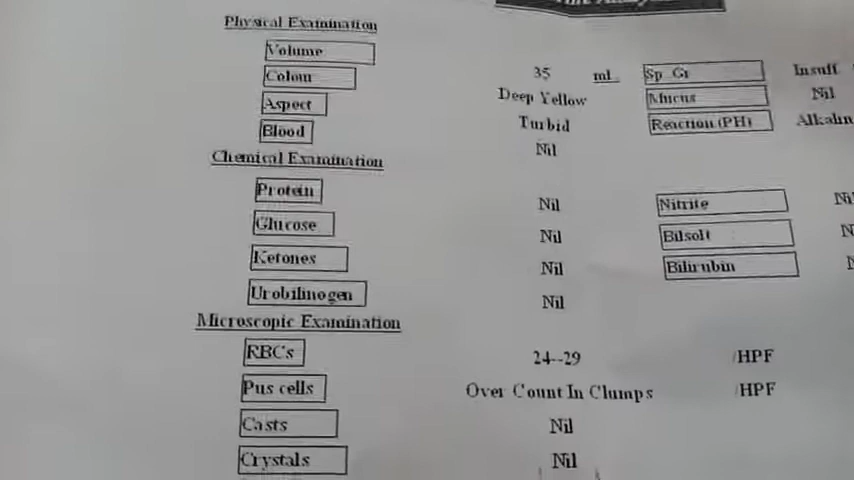 Physical Examination
Volume 35 ml Sp Gr Insuff
Colour Deep Yellow Mucus Nil
Aspect Turbid Reaction (PH) Alkalin
Blood Nil
Chemical Examination
Protein Nil Nitrite Nil
Glucose Nil Bilsolt N
Ketones Nil Bilirubin
Urobilinogen Nil
Microscopic Examination
RBCs 24--29 /HPF
Pus cells Over Count In Clumps /HPF
Casts Nil
Crystals Nil